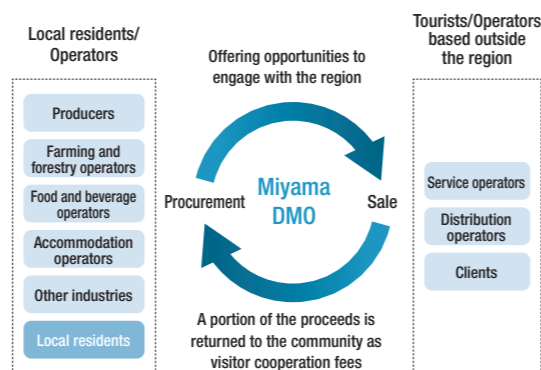 Local residents/
Operators
Producers
Farming and
forestry operators
Food and beverage
operators
Accommodation
operators
Other industries
Local residents
Offering opportunities to
engage with the region
Procurement
Miyama
DMO
Sale
A portion of the proceeds is
returned to the community as
visitor cooperation fees
Tourists/Operators
based outside
the region
Service operators
Distribution
operators
Clients